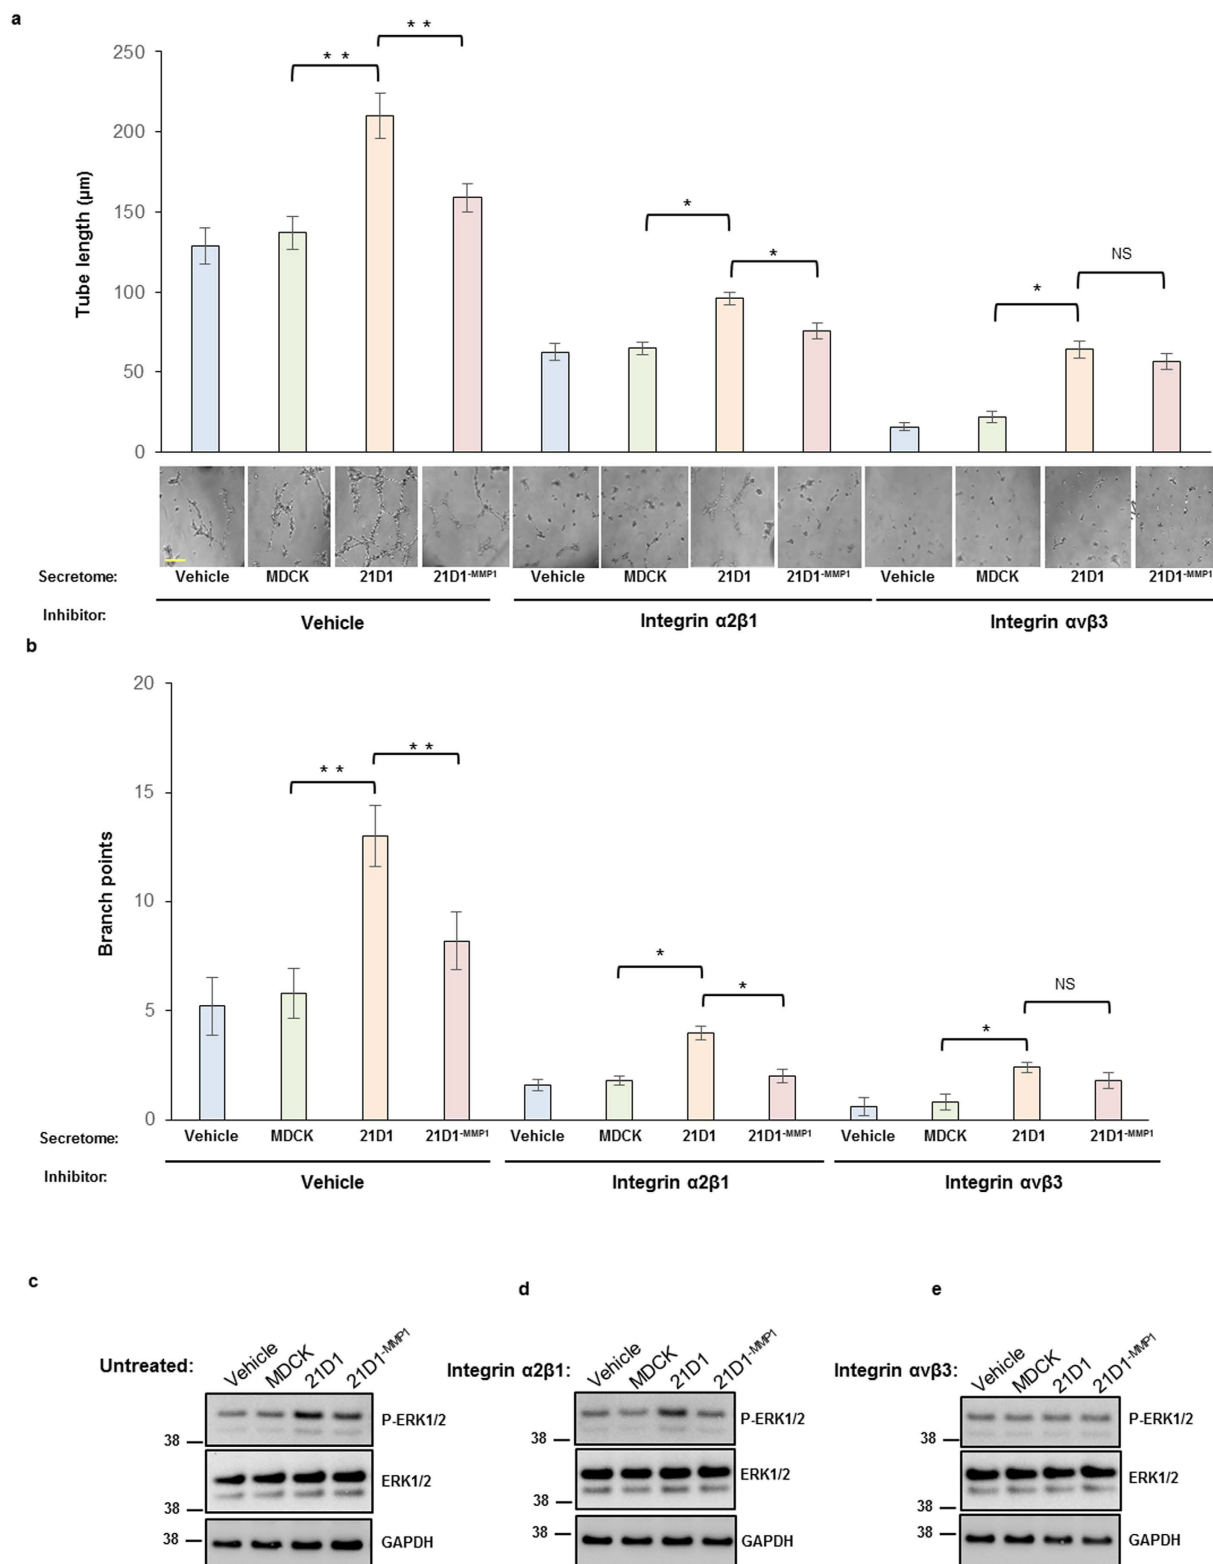 a
250
200
150
100
50
0
Tube length (µm)
* *
* *
*
*
*
NS
Secretome: Vehicle MDCK 21D1 21D1-MMP1 Vehicle MDCK 21D1 21D1-MMP1 Vehicle MDCK 21D1 21D1-MMP1
Inhibitor: Vehicle Integrin α2β1 Integrin αvβ3
b
20
15
10
5
0
Branch points
* *
* *
*
*
*
NS
Secretome: Vehicle MDCK 21D1 21D1-MMP1 Vehicle MDCK 21D1 21D1-MMP1 Vehicle MDCK 21D1 21D1-MMP1
Inhibitor: Vehicle Integrin α2β1 Integrin αvβ3
c
Untreated: Vehicle MDCK 21D1 21D1-MMP1
P-ERK1/2
38
ERK1/2
38
38
GAPDH
d
Integrin α2β1: Vehicle MDCK 21D1 21D1-MMP1
P-ERK1/2
38
ERK1/2
38
38
GAPDH
e
Integrin αvβ3: Vehicle MDCK 21D1 21D1-MMP1
P-ERK1/2
38
ERK1/2
38
38
GAPDH